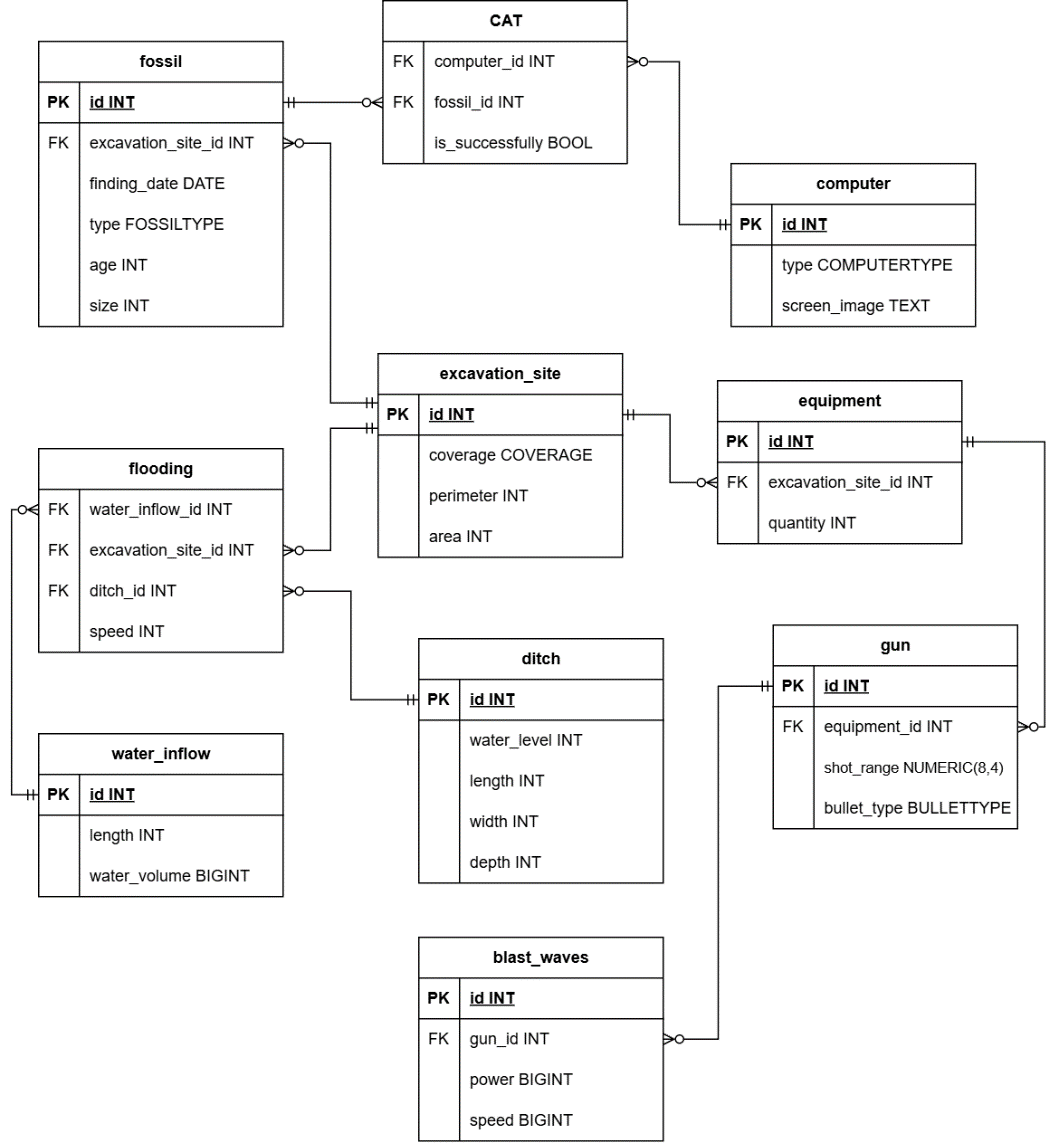 CAT
FK computer_id INT
FK fossil_id INT
is_successfully BOOL
fossil
PK id INT
FK excavation_site_id INT
finding_date DATE
type FOSSILTYPE
age INT
size INT
computer
PK id INT
type COMPUTERTYPE
screen_image TEXT
excavation_site
PK id INT
coverage COVERAGE
perimeter INT
area INT
equipment
PK id INT
FK excavation_site_id INT
quantity INT
flooding
FK water_inflow_id INT
FK excavation_site_id INT
FK ditch_id INT
speed INT
ditch
PK id INT
water_level INT
length INT
width INT
depth INT
gun
PK id INT
FK equipment_id INT
shot_range NUMERIC(8,4)
bullet_type BULLETTYPE
water_inflow
PK id INT
length INT
water_volume BIGINT
blast_waves
PK id INT
FK gun_id INT
power BIGINT
speed BIGINT